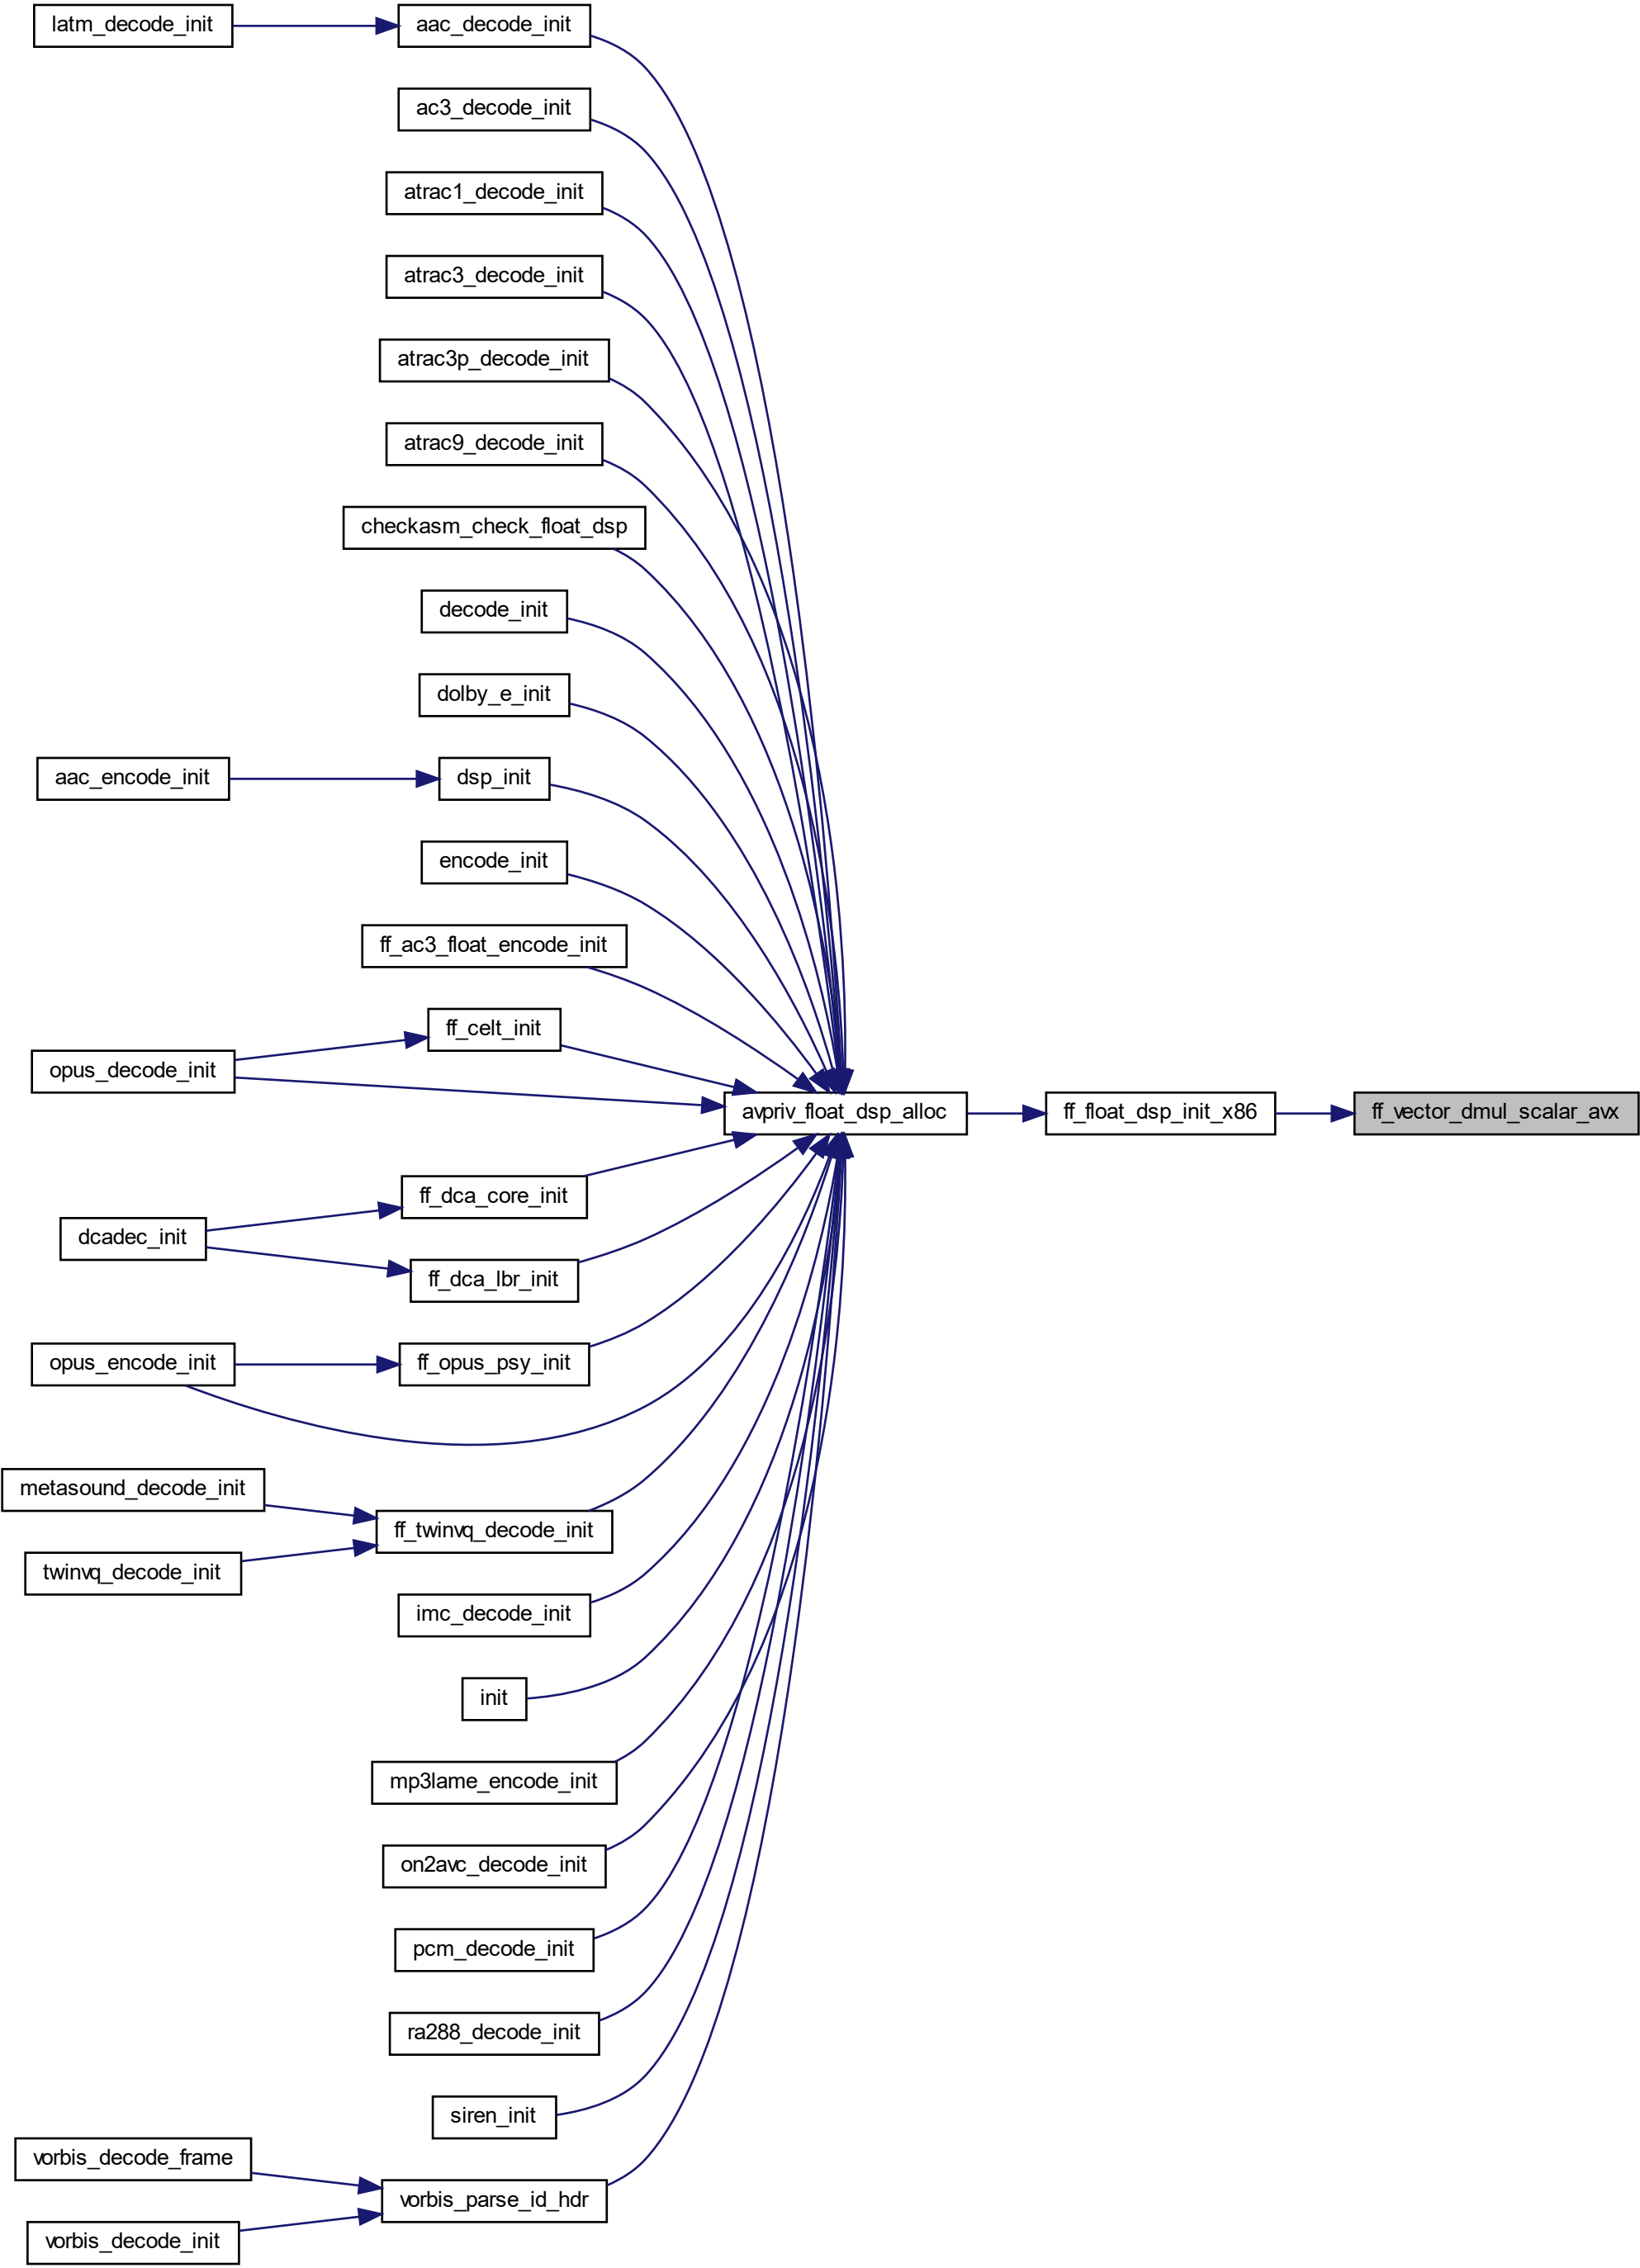 latm_decode_init
aac_decode_init
ac3_decode_init
atrac1_decode_init
atrac3_decode_init
atrac3p_decode_init
atrac9_decode_init
checkasm_check_float_dsp
decode_init
dolby_e_init
aac_encode_init
dsp_init
encode_init
ff_ac3_float_encode_init
ff_celt_init
opus_decode_init
avpriv_float_dsp_alloc
ff_float_dsp_init_x86
ff_vector_dmul_scalar_avx
ff_dca_core_init
dcadec_init
ff_dca_lbr_init
opus_encode_init
ff_opus_psy_init
metasound_decode_init
ff_twinvq_decode_init
twinvq_decode_init
imc_decode_init
init
mp3lame_encode_init
on2avc_decode_init
pcm_decode_init
ra288_decode_init
siren_init
vorbis_decode_frame
vorbis_parse_id_hdr
vorbis_decode_init